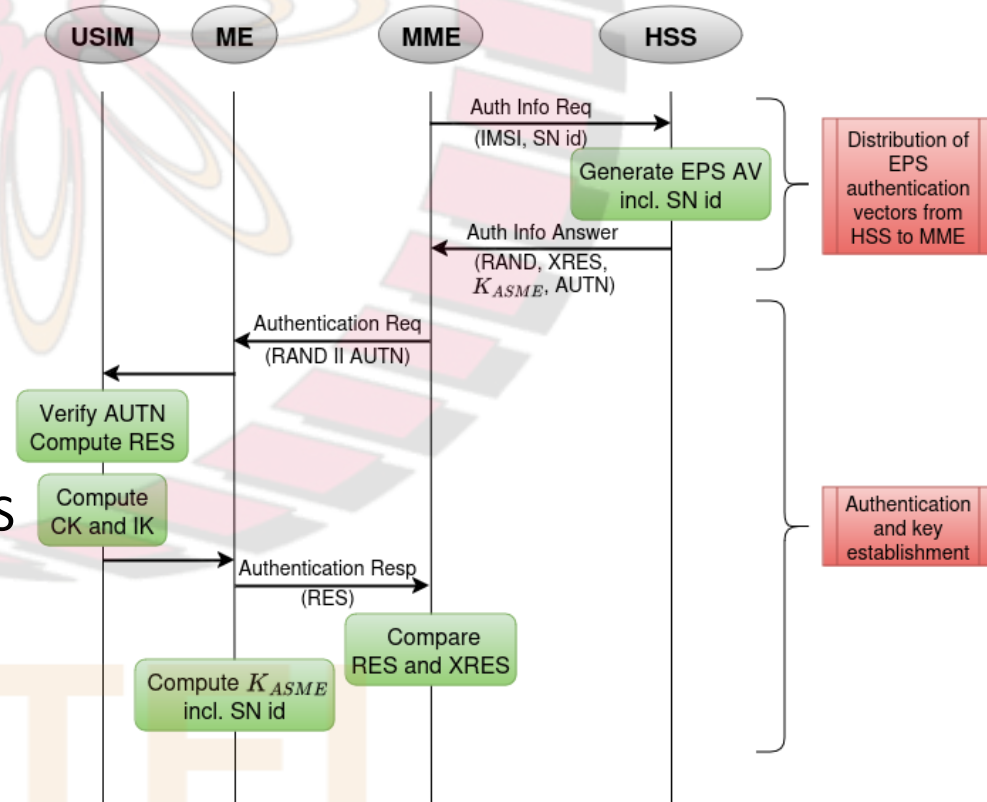 USIM
ME
MME
HSS
Auth Info Req
(IMSI, SN id)
Generate EPS AV
incl. SN id
Auth Info Answer
(RAND, XRES,
K_ASME, AUTN)
Distribution of
EPS
authentication
vectors from
HSS to MME
Authentication Req
(RAND II AUTN)
Verify AUTN
Compute RES
S
Compute
CK and IK
Authentication Resp
(RES)
Compare
RES and XRES
Compute K_ASME
incl. SN id
Authentication
and key
establishment